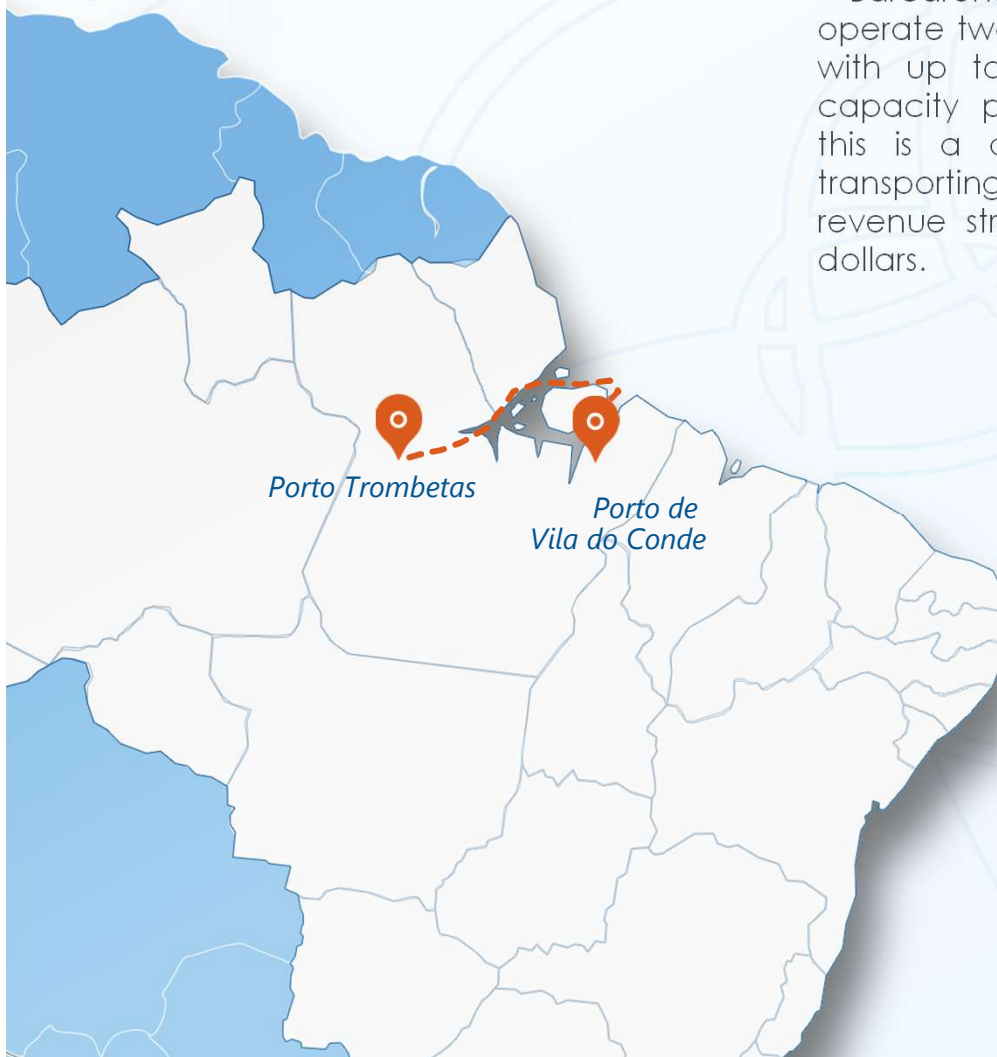 operate tw
with up to
capacity p
this is a
transporting
revenue str
dollars.
Porto Trombetas
Porto de
Vila do Conde